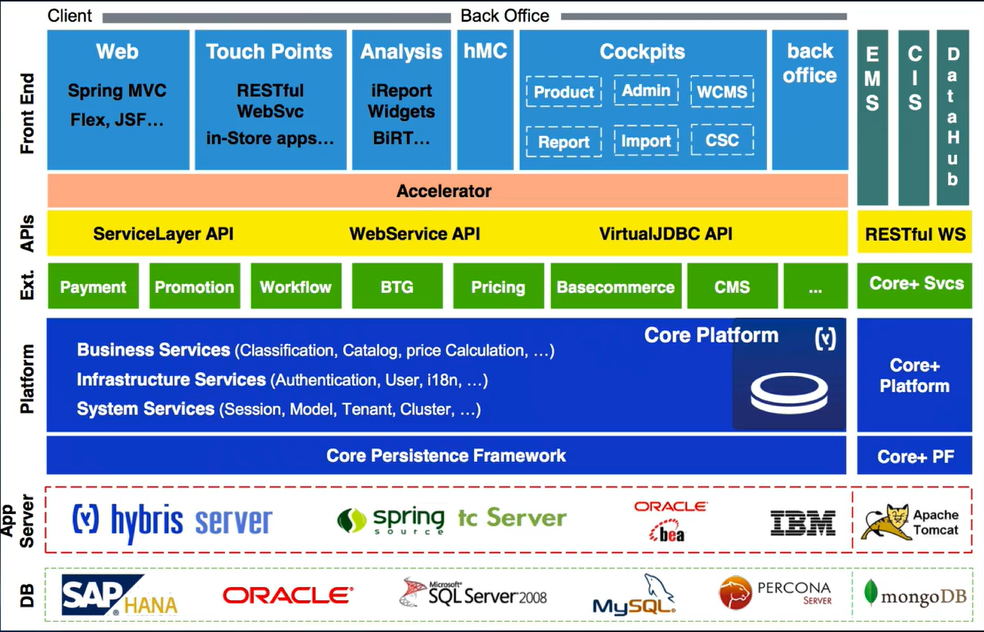 Client
Back Office
Front End
Web
Spring MVC
Flex, JSF...
Touch Points
RESTful
WebSvc
in-Store apps...
Analysis
iReport
Widgets
BiRT...
hMC
Cockpits
Product
Admin
WCMS
Report
Import
CSC
back
office
EMS
CIS
DataHub
Accelerator
APIs
ServiceLayer API
WebService API
VirtualJDBC API
RESTful WS
Ext.
Payment
Promotion
Workflow
BTG
Pricing
Basecommerce
CMS
...
Core+ Svcs
Platform
Core Platform
[y]
Business Services (Classification, Catalog, price Calculation, ...)
Infrastructure Services (Authentication, User, i18n, ...)
System Services (Session, Model, Tenant, Cluster, ...)
Core+
Platform
Core Persistence Framework
Core+ PF
App
Server
(y) hybris server
spring
source
tc Server
ORACLE
bea
IBM
Apache
Tomcat
DB
SAP HANA
ORACLE
Microsoft
SQL Server 2008
MySQL
PERCONA
SERVER
mongoDB